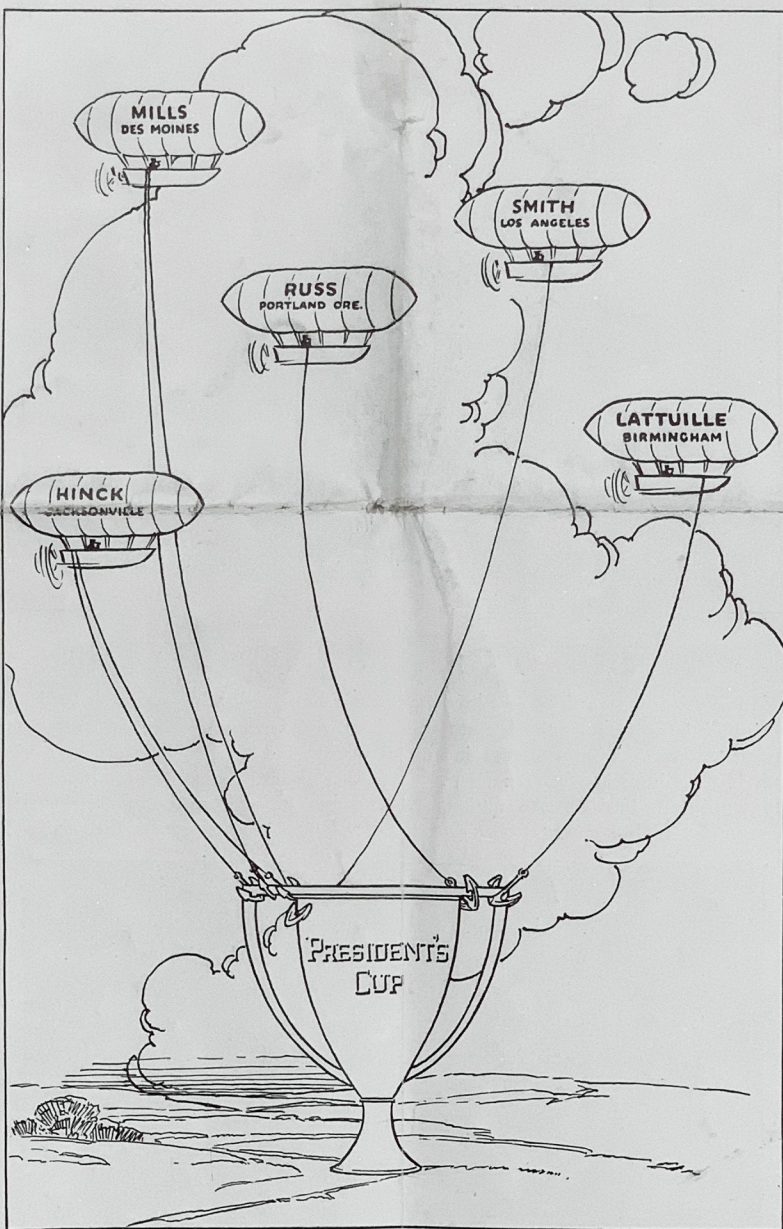 MILLS
DES MOINES
SMITH
LOS ANGELES
RUSS
PORTLAND ORE.
LATTUILLE
BIRMINGHAM
HINCK
JACKSONVILLE
PRESIDENT'S
CUP